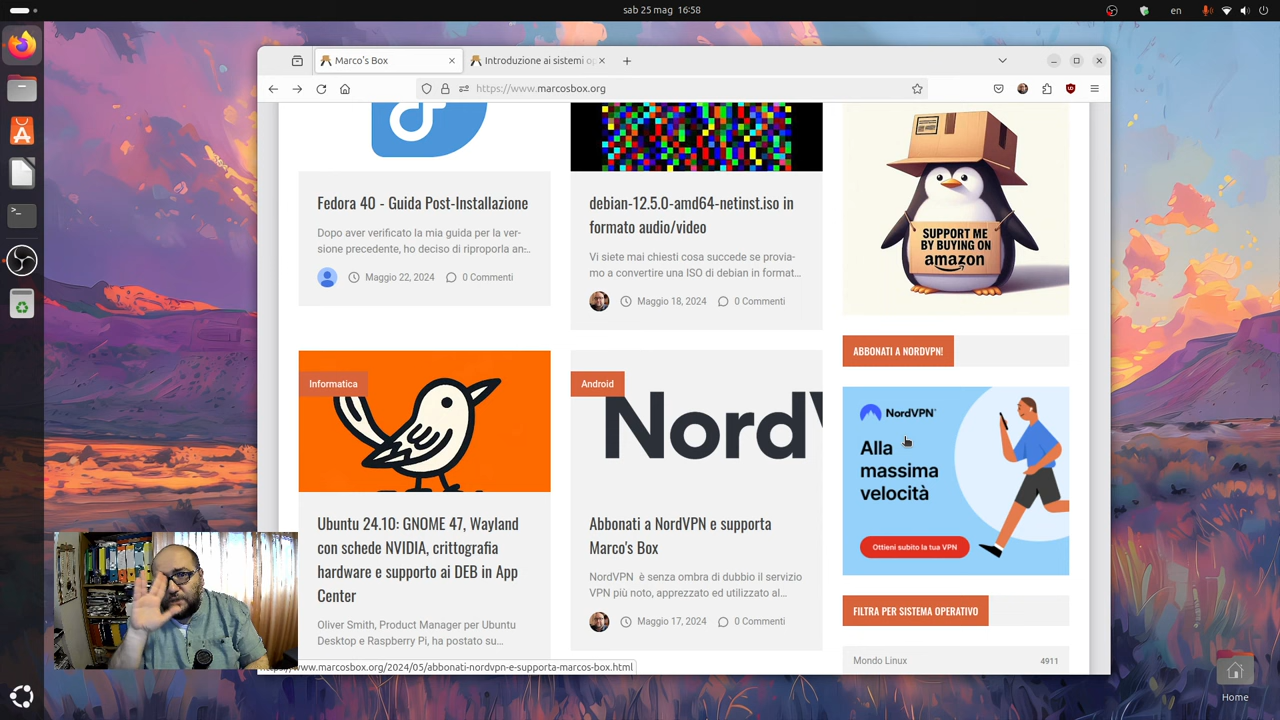 sab 25 mag 16:58
en
Marco's Box
Introduzione ai sistemi op
https://www.marcosbox.org
Fedora 40 - Guida Post-Installazione
Dopo aver verificato la mia guida per la ver-
sione precedente, ho deciso di riproporla an-..
Maggio 22, 2024
0 Commenti
debian-12.5.0-amd64-netinst.iso in
formato audio/video
Vi siete mai chiesti cosa succede se provia-
mo a convertire una ISO di debian in format...
Maggio 18, 2024
0 Commenti
SUPPORT ME
BY BUYING ON
amazon
ABBONATI A NORDVPN!
Informatica
Ubuntu 24.10: GNOME 47, Wayland
con schede NVIDIA, crittografia
hardware e supporto ai DEB in App
Center
Oliver Smith, Product Manager per Ubuntu
Desktop e Raspberry Pi, ha postato su...
Android
NordV
Abbonati a NordVPN e supporta
Marco's Box
NordVPN è senza ombra di dubbio il servizio
VPN più noto, apprezzato ed utilizzato al...
Maggio 17, 2024
0 Commenti
NordVPN®
Alla
massima
velocità
Ottieni subito la tua VPN
FILTRA PER SISTEMA OPERATIVO
Mondo Linux
4911
https://www.marcosbox.org/2024/05/abbonati-nordvpn-e-supporta-marcos-box.html
Home